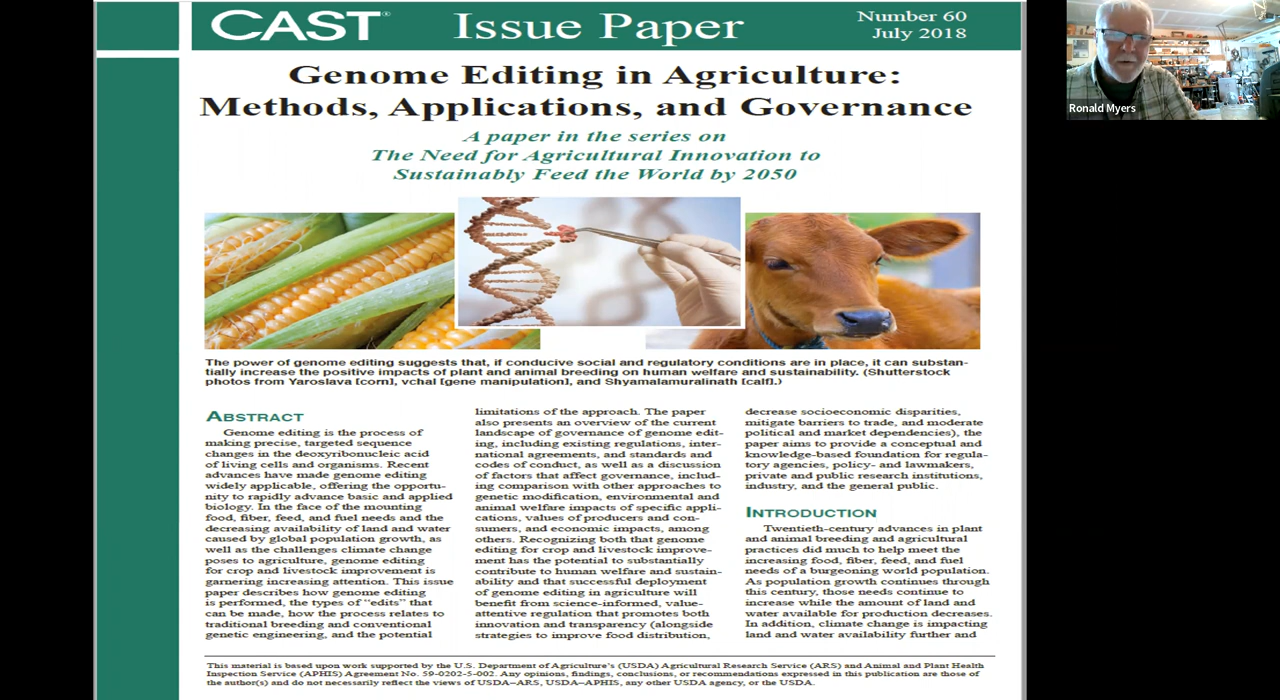 CAST® Issue Paper Number 60
July 2018
Genome Editing in Agriculture:
Methods, Applications, and Governance
A paper in the series on
The Need for Agricultural Innovation to
Sustainably Feed the World by 2050
The power of genome editing suggests that, if conducive social and regulatory conditions are in place, it can substan-
tially increase the positive impacts of plant and animal breeding on human welfare and sustainability. (Shutterstock
photos from Yaroslava [corn], vchal [gene manipulation], and Shyamalamuralinath [calf].)
ABSTRACT
Genome editing is the process of
making precise, targeted sequence
changes in the deoxyribonucleic acid
of living cells and organisms. Recent
advances have made genome editing
widely applicable, offering the opportu-
nity to rapidly advance basic and applied
biology. In the face of the mounting
food, fiber, feed, and fuel needs and the
decreasing availability of land and water
caused by global population growth, as
well as the challenges climate change
poses to agriculture, genome editing
for crop and livestock improvement is
garnering increasing attention. This issue
paper describes how genome editing
is performed, the types of “edits” that
can be made, how the process relates to
traditional breeding and conventional
genetic engineering, and the potential
limitations of the approach. The paper
also presents an overview of the current
landscape of governance of genome edit-
ing, including existing regulations, inter-
national agreements, and standards and
codes of conduct, as well as a discussion
of factors that affect governance, includ-
ing comparison with other approaches to
genetic modification, environmental and
animal welfare impacts of specific appli-
cations, values of producers and con-
sumers, and economic impacts, among
others. Recognizing both that genome
editing for crop and livestock improve-
ment has the potential to substantially
contribute to human welfare and sustain-
ability and that successful deployment
of genome editing in agriculture will
benefit from science-informed, value-
attentive regulation that promotes both
innovation and transparency (alongside
strategies to improve food distribution,
decrease socioeconomic disparities,
mitigate barriers to trade, and moderate
political and market dependencies), the
paper aims to provide a conceptual and
knowledge-based foundation for regula-
tory agencies, policy- and lawmakers,
private and public research institutions,
industry, and the general public.
INTRODUCTION
Twentieth-century advances in plant
and animal breeding and agricultural
practices did much to help meet the
increasing food, fiber, feed, and fuel
needs of a burgeoning world population.
As population growth continues through
this century, those needs continue to
increase while the amount of land and
water available for production decreases.
In addition, climate change is impacting
land and water availability further and
This material is based upon work supported by the U.S. Department of Agriculture's (USDA) Agricultural Research Service (ARS) and Animal and Plant Health
Inspection Service (APHIS) Agreement No. 59-0202-5-002. Any opinions, findings, conclusions, or recommendations expressed in this publication are those of
the author(s) and do not necessarily reflect the views of USDA–ARS, USDA–APHIS, any other USDA agency, or the USDA.
Ronald Myers